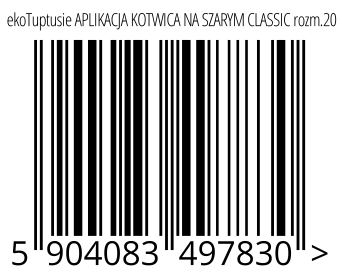 ekoTuptusie APLIKACJA KOTWICA NA SZARYM CLASSIC rozm.20
5 904083 497830 >